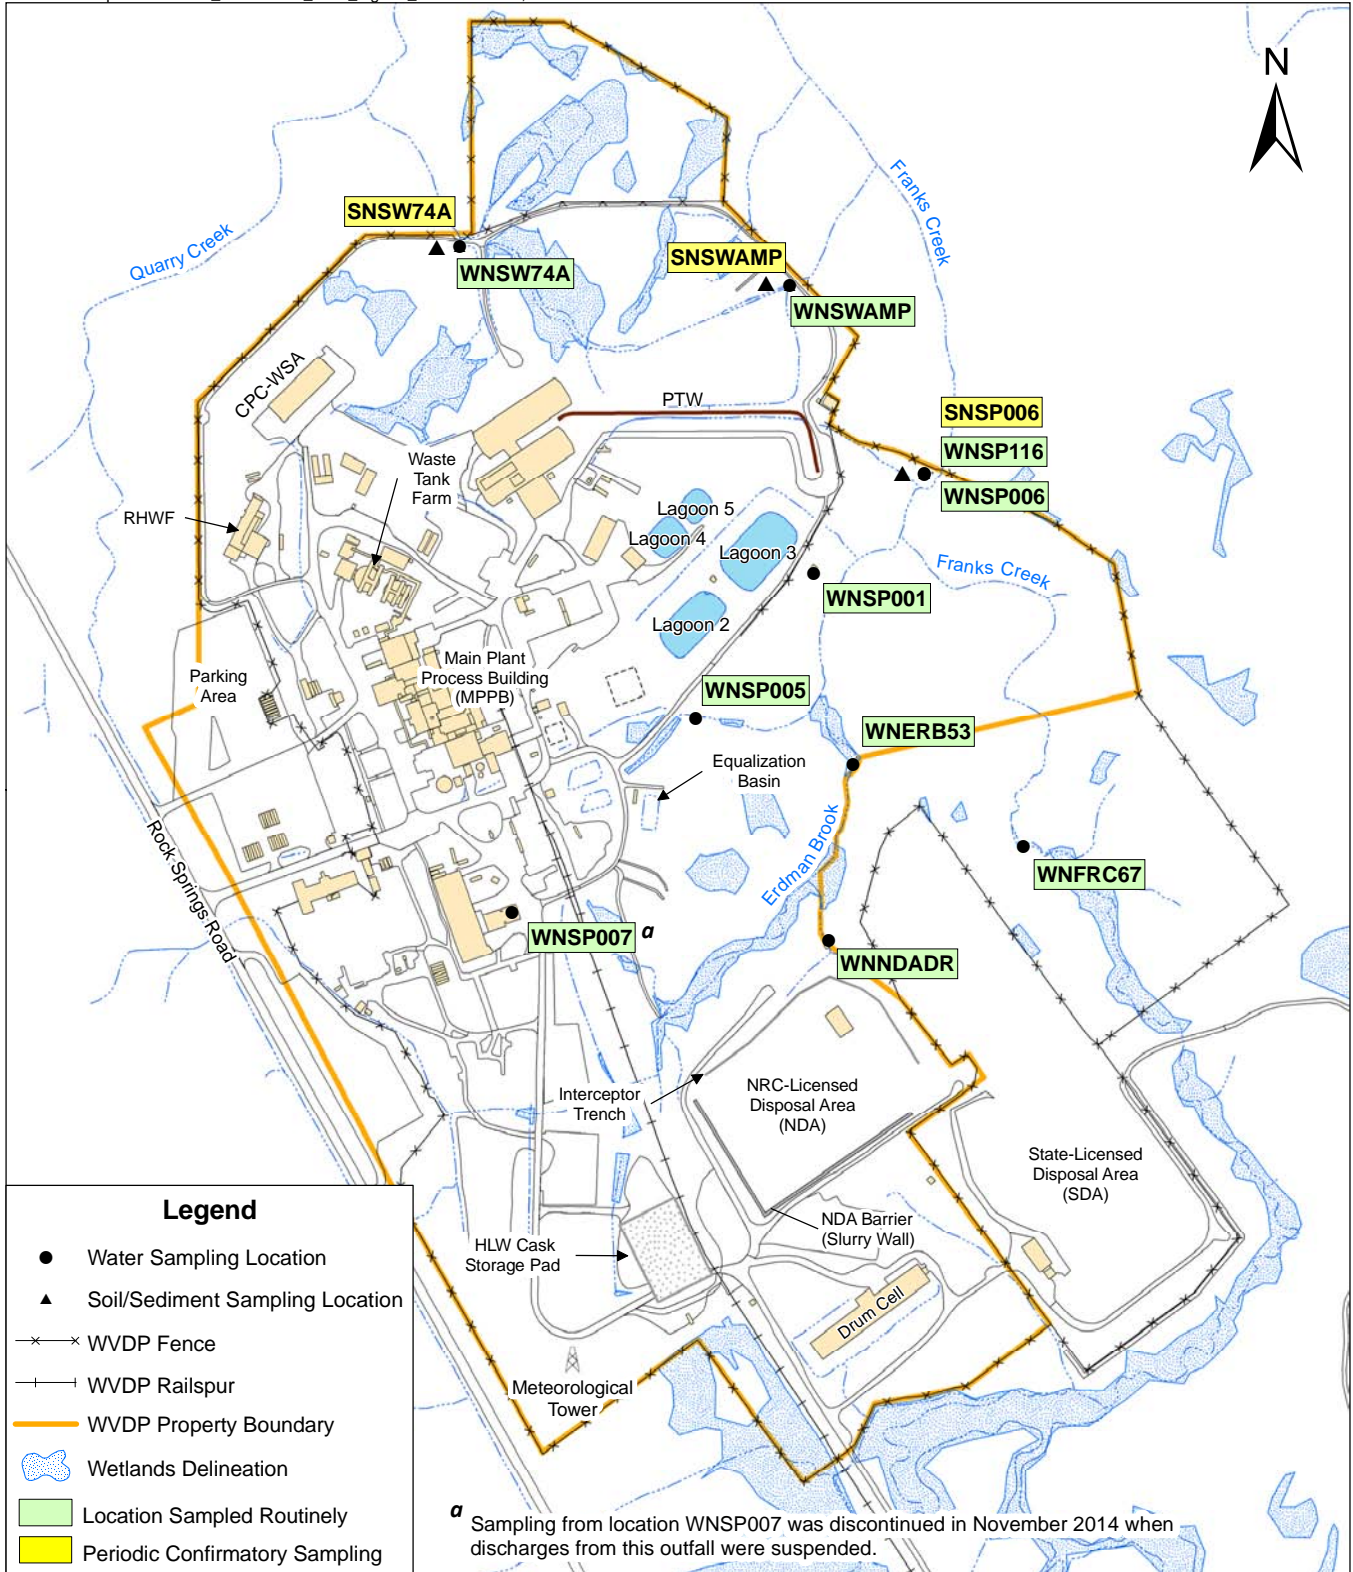 N
Franks Creek
SNSW74A
Quarry Creek
WNSW74A
SNSWAMP
WNSWAMP
CPC-WSA
PTW
SNSP006
WNSP116
WNSP006
Waste
Tank
Farm
RHWF
Lagoon 5
Lagoon 4
Lagoon 3
Franks Creek
WNSP001
Lagoon 2
Main Plant
Process Building
(MPPB)
Parking
Area
WNSP005
WNERB53
Equalization
Basin
Rock Springs Road
Erdman Brook
WNFRC67
WNSP007 a
WNNDADR
Interceptor
Trench
NRC-Licensed
Disposal Area
(NDA)
State-Licensed
Disposal Area
(SDA)
NDA Barrier
(Slurry Wall)
HLW Cask
Storage Pad
Drum Cell
Meteorological
Tower
Legend
Water Sampling Location
Soil/Sediment Sampling Location
WVDP Fence
WVDP Railspur
WVDP Property Boundary
Wetlands Delineation
Location Sampled Routinely
Periodic Confirmatory Sampling
a Sampling from location WNSP007 was discontinued in November 2014 when
discharges from this outfall were suspended.